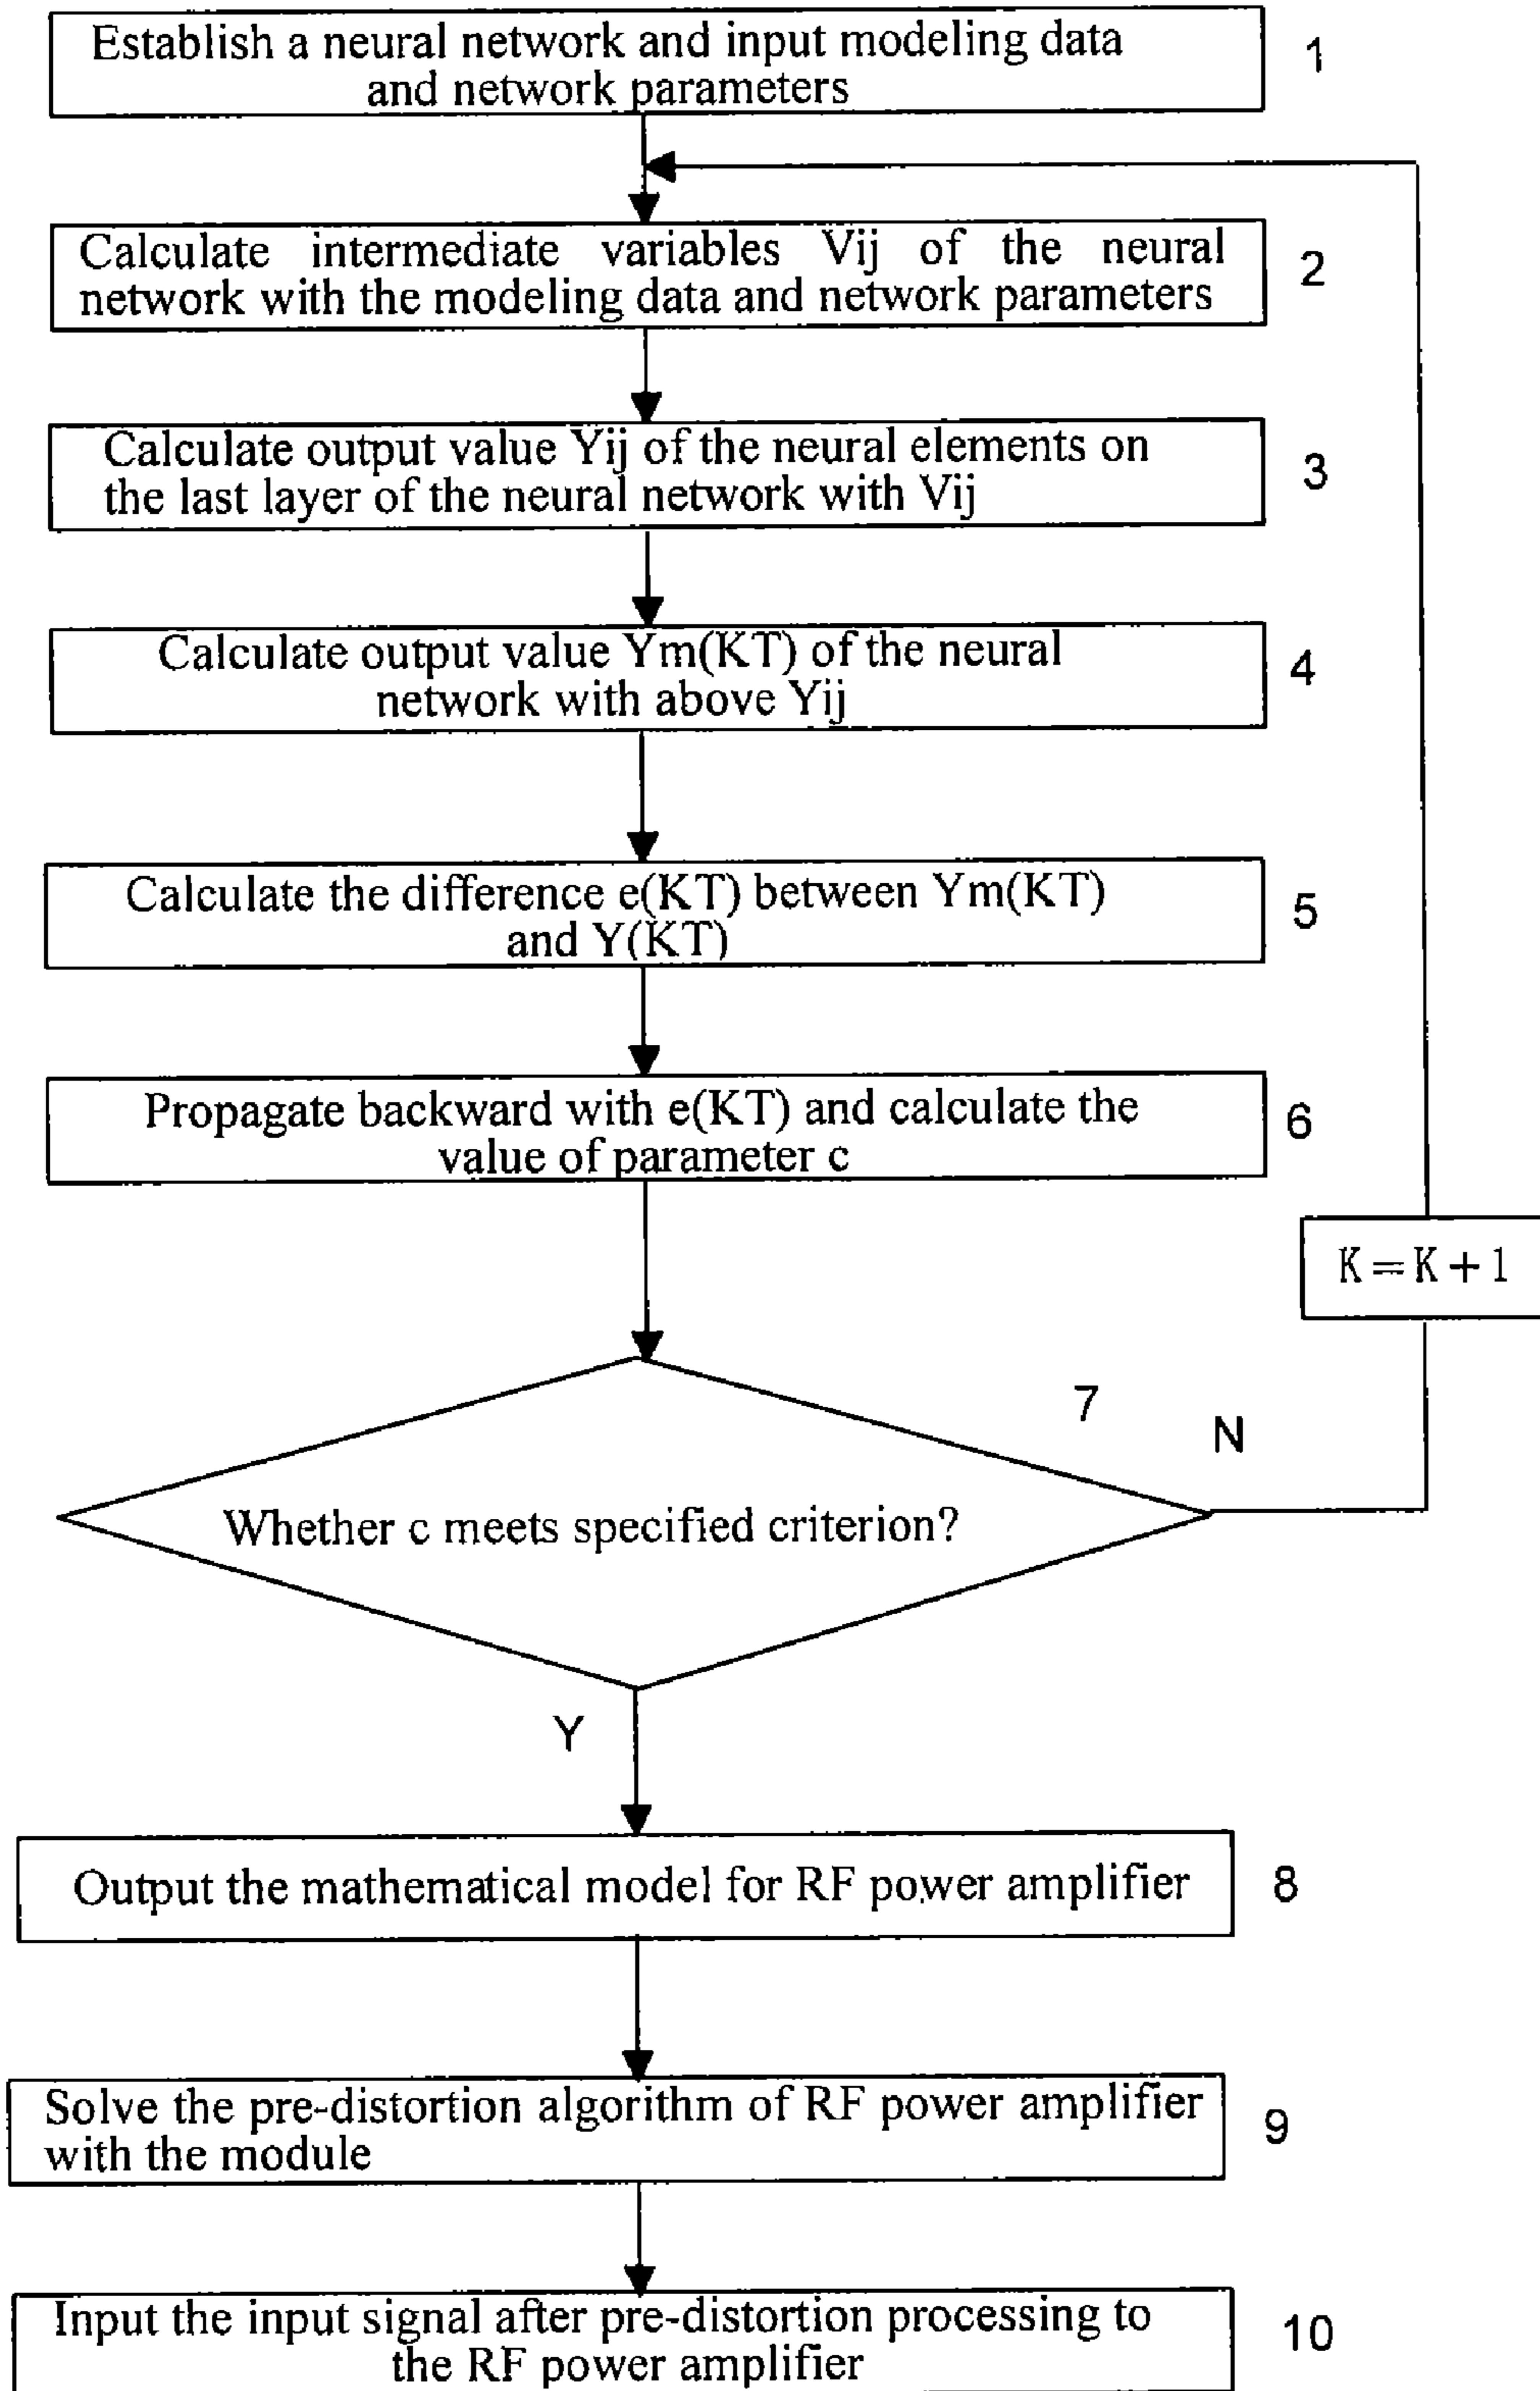 Establish a neural network and input modeling data
and network parameters
1
Calculate intermediate variables Vij of the neural
network with the modeling data and network parameters
2
Calculate output value Yij of the neural elements on
the last layer of the neural network with Vij
3
Calculate output value Ym(KT) of the neural
network with above Yij
4
Calculate the difference e(KT) between Ym(KT)
and Y(KT)
5
Propagate backward with e(KT) and calculate the
value of parameter c
6
K=K+1
7
N
Whether c meets specified criterion?
Y
Output the mathematical model for RF power amplifier
8
Solve the pre-distortion algorithm of RF power amplifier
with the module
9
Input the input signal after pre-distortion processing to
the RF power amplifier
10